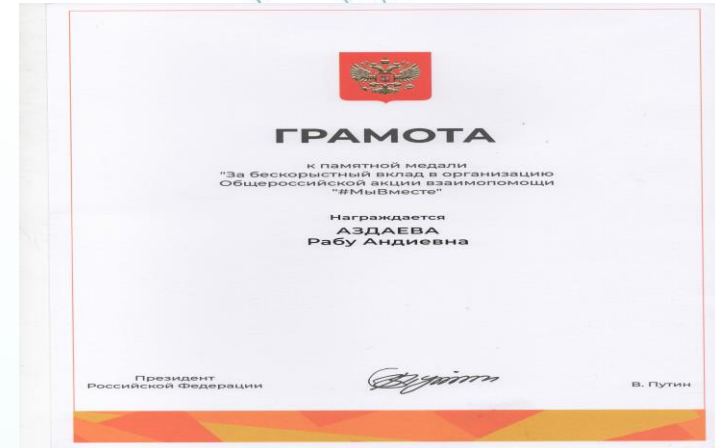 ГРАМОТА
к памятной медали
"За бескорыстный вклад в организацию
Общероссийской акции взаимопомощи
"#МыВместе"
Награждается
АЗДАЕВА
Рабу Андиевна
Президент
Российской Федерации
В. Путин